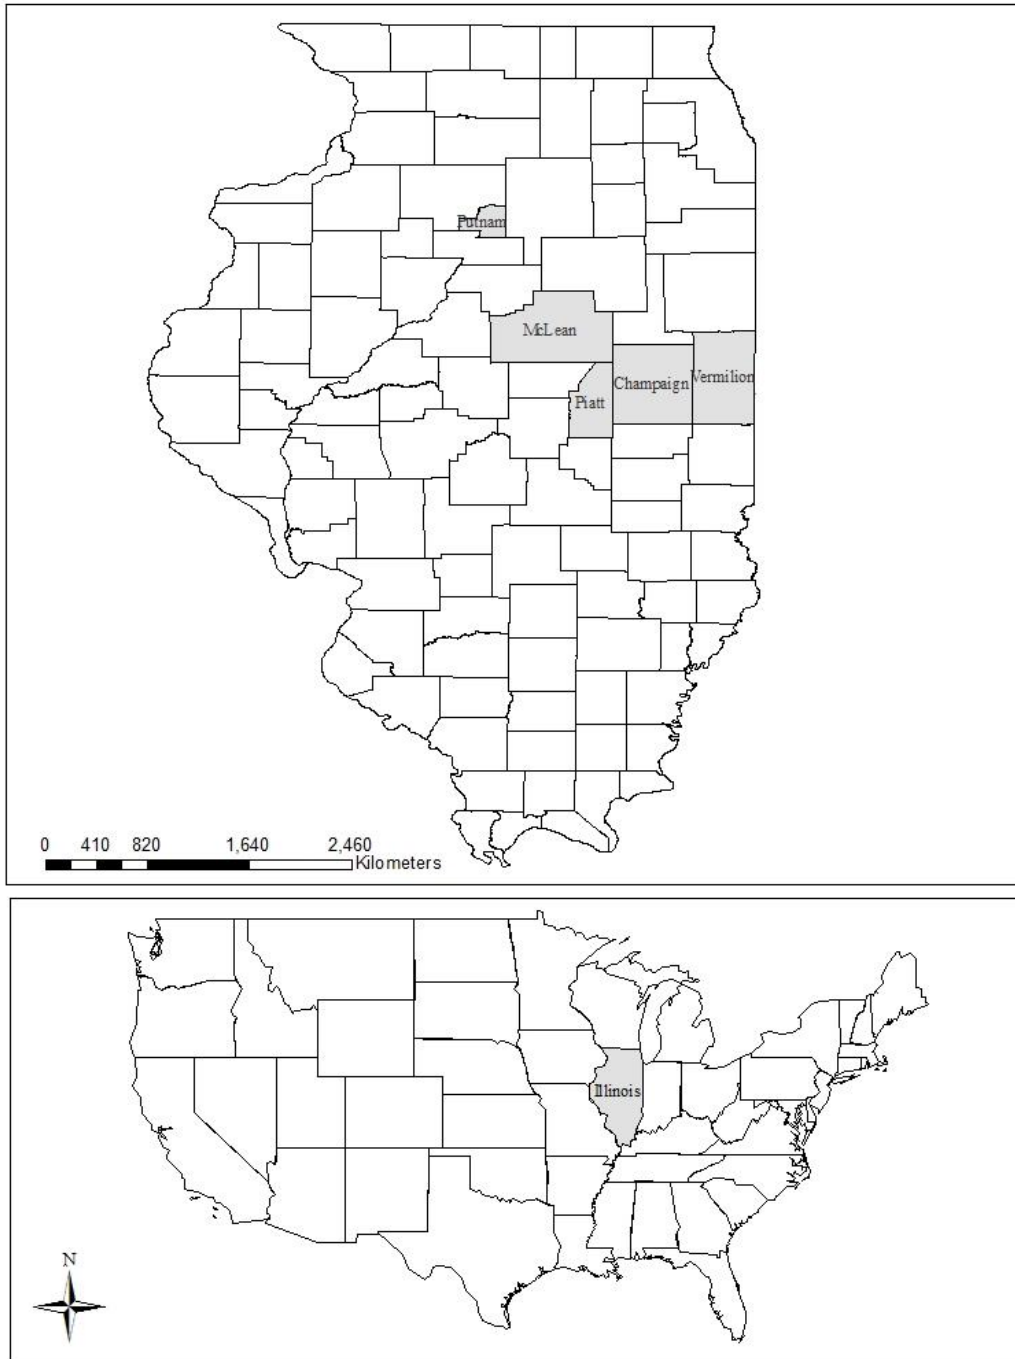 Putnam
McLean
Champaign
Vermilion
Piatt
0 410 820 1,640 2,460
Kilometers
Illinois
N